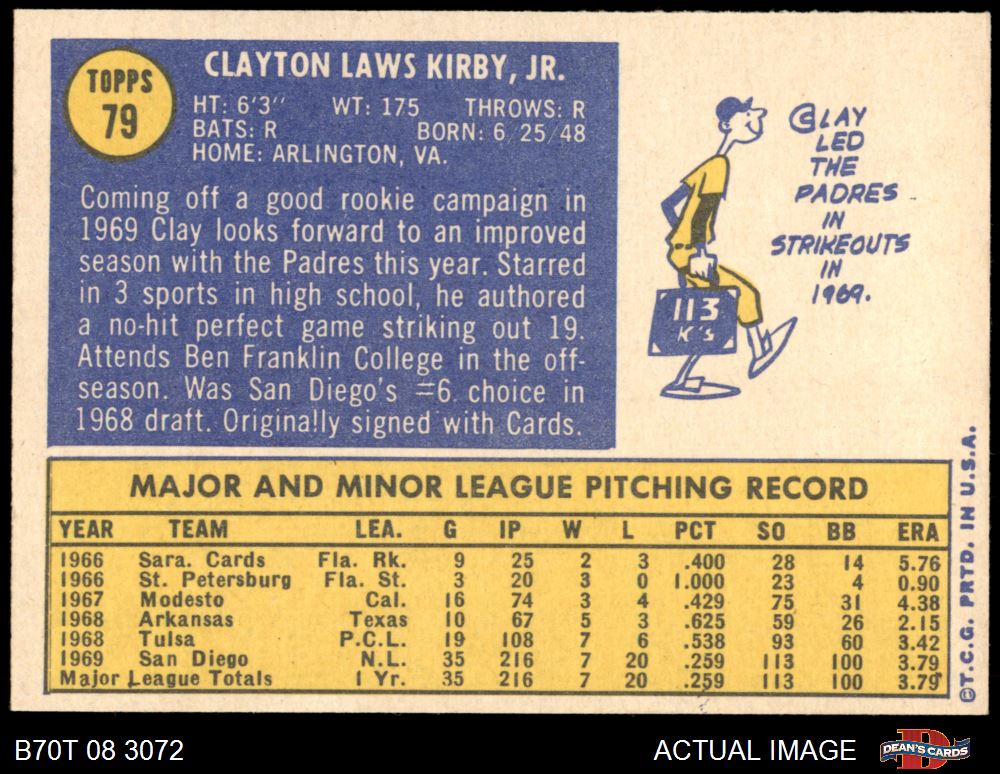 TOPPS
79
CLAYTON LAWS KIRBY, JR.
HT: 6'3" WT: 175 THROWS: R
BATS: R BORN: 6/25/48
HOME: ARLINGTON, VA.
Coming off a good rookie campaign in
1969 Clay looks forward to an improved
season with the Padres this year. Starred
in 3 sports in high school, he authored
a no-hit perfect game striking out 19.
Attends Ben Franklin College in the off-
season. Was San Diego's #6 choice in
1968 draft. Originally signed with Cards.
CLAY
LED
THE
PADRES
IN
STRIKEOUTS
IN
1969.
113
K's
MAJOR AND MINOR LEAGUE PITCHING RECORD
YEAR TEAM LEA. G IP W L PCT SO BB ERA
1966 Sara. Cards Fla. Rk. 9 25 2 3 .400 28 14 5.76
1966 St. Petersburg Fla. St. 3 20 3 0 1.000 23 4 0.90
1967 Modesto Cal. 16 74 3 4 .429 75 31 4.38
1968 Arkansas Texas 10 67 5 3 .625 59 26 2.15
1968 Tulsa P.C.L. 19 108 7 6 .538 93 60 3.42
1969 San Diego N.L. 35 216 7 20 .259 113 100 3.79
Major League Totals 1 Yr. 35 216 7 20 .259 113 100 3.79
©T.C.G. PRTD. IN U.S.A.
B70T 08 3072
ACTUAL IMAGE
DEAN'S CARDS